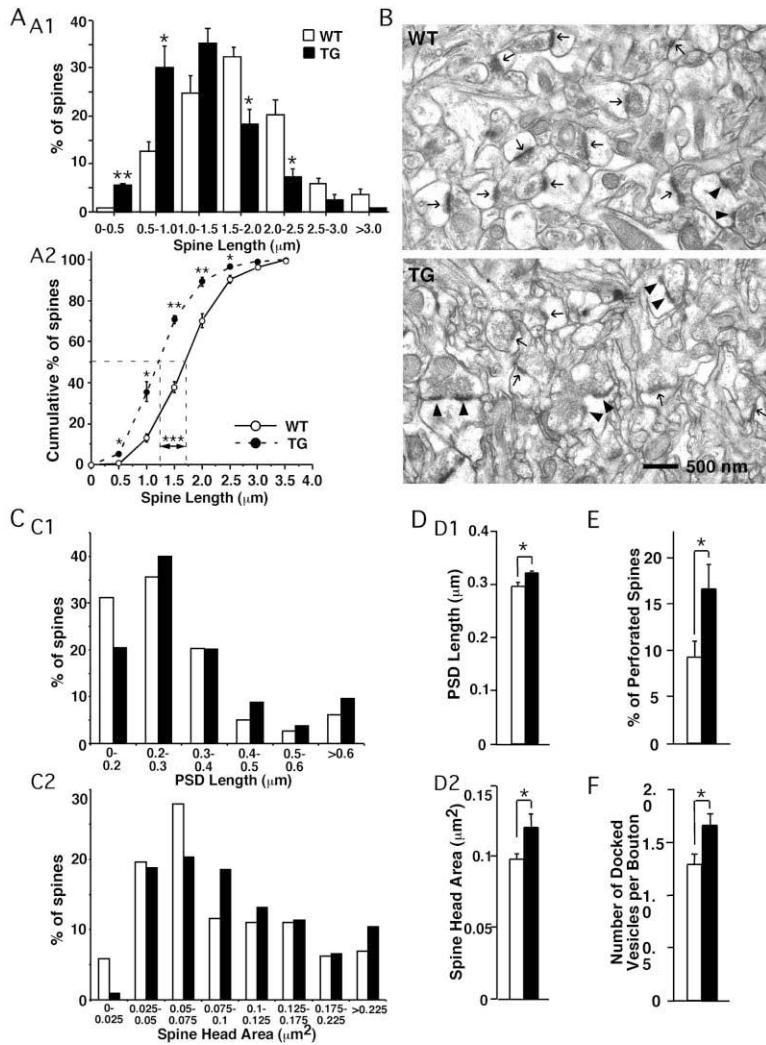 A A1
WT
TG
% of spines
40
30
20
10
0
** * * *
0-0.5 0.5-1.0 1.0-1.5 1.5-2.0 2.0-2.5 2.5-3.0 >3.0
Spine Length (μm)
A2
Cumulative % of spines
100
80
60
40
20
0
* * ** ** *
***
WT
TG
0 0.5 1.0 1.5 2.0 2.5 3.0 3.5 4.0
Spine Length (μm)
B
WT
TG
500 nm
C C1
% of spines
40
30
20
10
0
0-0.2 0.2-0.3 0.3-0.4 0.4-0.5 0.5-0.6 >0.6
PSD Length (μm)
C2
% of spines
30
20
10
0
0-0.025 0.025-0.05 0.05-0.075 0.075-0.1 0.1-0.125 0.125-0.175 0.175-0.225 >0.225
Spine Head Area (μm²)
D D1
PSD Length (μm)
0.4
0.3
0.2
0.1
0
*
D2
Spine Head Area (μm²)
0.15
0.1
0.05
0
*
E
% of Perforated Spines
20
15
10
5
0
*
F
Number of Docked
Vesicles per Bouton
2.0
1.5
1.0
0.5
0
*